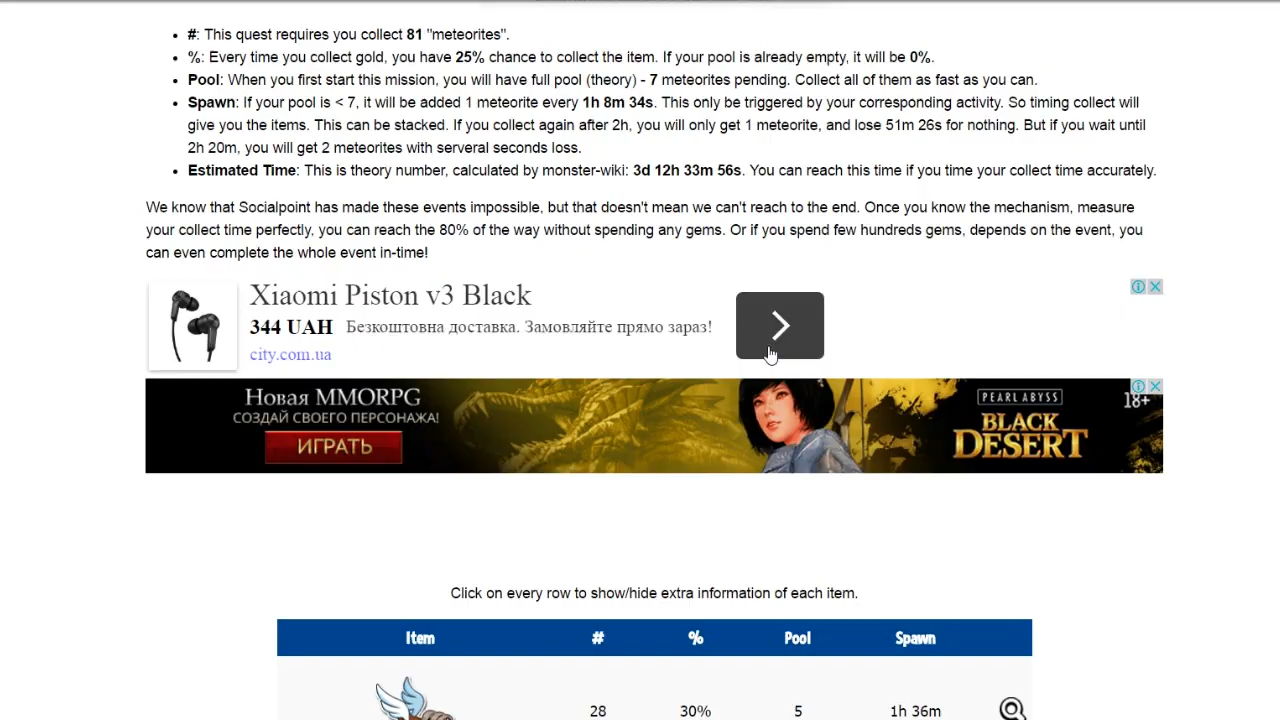 #: This quest requires you collect 81 "meteorites".
%: Every time you collect gold, you have 25% chance to collect the item. If your pool is already empty, it will be 0%.
Pool: When you first start this mission, you will have full pool (theory) - 7 meteorites pending. Collect all of them as fast as you can.
Spawn: If your pool is < 7, it will be added 1 meteorite every 1h 8m 34s. This only be triggered by your corresponding activity. So timing collect will
give you the items. This can be stacked. If you collect again after 2h, you will only get 1 meteorite, and lose 51m 26s for nothing. But if you wait until
2h 20m, you will get 2 meteorites with serveral seconds loss.
Estimated Time: This is theory number, calculated by monster-wiki: 3d 12h 33m 56s. You can reach this time if you time your collect time accurately.
We know that Socialpoint has made these events impossible, but that doesn't mean we can't reach to the end. Once you know the mechanism, measure
your collect time perfectly, you can reach the 80% of the way without spending any gems. Or if you spend few hundreds gems, depends on the event, you
can even complete the whole event in-time!
Xiaomi Piston v3 Black
344 UAH Безкоштовна доставка. Замовляйте прямо зараз!
city.com.ua
Новая MMORPG
СОЗДАЙ СВОЕГО ПЕРСОНАЖА!
ИГРАТЬ
PEARL ABYSS
BLACK
DESERT
18+
Click on every row to show/hide extra information of each item.
Item # % Pool Spawn
28 30% 5 1h 36m